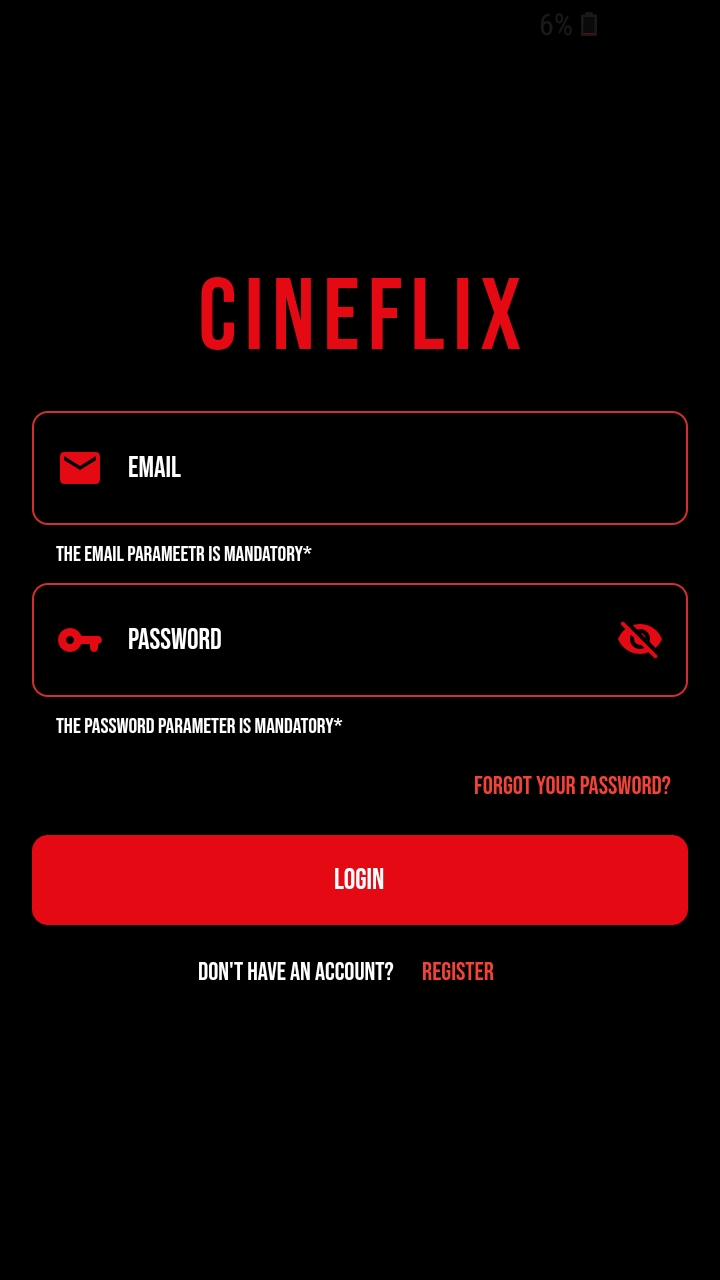 6%
CINEFLIX
EMAIL
THE EMAIL PARAMEETR IS MANDATORY*
PASSWORD
THE PASSWORD PARAMETER IS MANDATORY*
FORGOT YOUR PASSWORD?
LOGIN
DON'T HAVE AN ACCOUNT? REGISTER